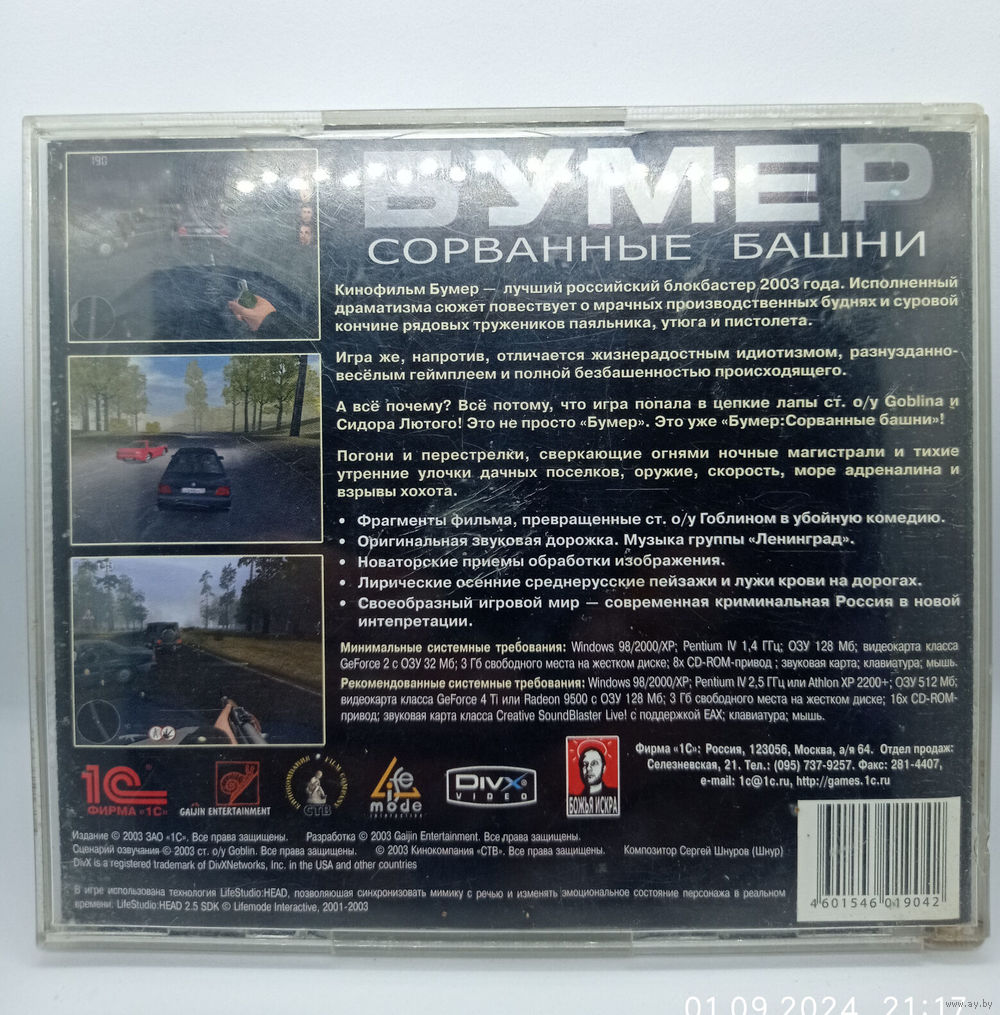 190
БУМЕР
СОРВАННЫЕ БАШНИ
Кинофильм Бумер — лучший российский блокбастер 2003 года. Исполненный
драматизма сюжет повествует о мрачных производственных буднях и суровой
кончине рядовых тружеников паяльника, утюга и пистолета.
Игра же, напротив, отличается жизнерадостным идиотизмом, разнузданно-
весёлым геймплеем и полной безбашенностью происходящего.
А всё почему? Всё потому, что игра попала в цепкие лапы ст. о/у Goblina и
Сидора Лютого! Это не просто «Бумер». Это уже «Бумер:Сорванные башни»!
Погони и перестрелки, сверкающие огнями ночные магистрали и тихие
утренние улочки дачных поселков, оружие, скорость, море адреналина и
взрывы хохота.
• Фрагменты фильма, превращенные ст. о/у Гоблином в убойную комедию.
• Оригинальная звуковая дорожка. Музыка группы «Ленинград».
• Новаторские приемы обработки изображения.
• Лирические осенние среднерусские пейзажи и лужи крови на дорогах.
• Своеобразный игровой мир — современная криминальная Россия в новой
интепретации.
Минимальные системные требования: Windows 98/2000/XP; Pentium IV 1,4 ГГц; ОЗУ 128 Мб; видеокарта класса
GeForce 2 с ОЗУ 32 Мб; 3 Гб свободного места на жестком диске; 8x CD-ROM-привод ; звуковая карта; клавиатура; мышь.
Рекомендованные системные требования: Windows 98/2000/XP; Pentium IV 2,5 ГГц или Athlon XP 2200+; ОЗУ 512 Мб;
видеокарта класса GeForce 4 Ti или Radeon 9500 с ОЗУ 128 Мб; 3 Гб свободного места на жестком диске; 16x CD-ROM-
привод; звуковая карта класса Creative SoundBlaster Live! с поддержкой EAX; клавиатура; мышь.
1С
ФИРМА «1С»
GAIJIN ENTERTAINMENT
КИНОКОМПАНИЯ FILM COMPANY
СТВ
Life mode
INTERACTIVE
DivX
VIDEO
БОЖЬЯ ИСКРА
Фирма «1С»: Россия, 123056, Москва, а/я 64. Отдел продаж:
Селезневская, 21. Тел.: (095) 737-9257. Факс: 281-4407,
e-mail: 1c@1c.ru, http://games.1c.ru
Издание © 2003 ЗАО «1С». Все права защищены. Разработка © 2003 Gaijin Entertainment. Все права защищены.
Сценарий озвучания © 2003 ст. о/у Goblin. Все права защищены. © 2003 Кинокомпания «СТВ». Все права защищены. Композитор Сергей Шнуров (Шнур)
DivX is a registered trademark of DivXNetworks, Inc. in the USA and other countries
В игре использована технология LifeStudio:HEAD, позволяющая синхронизовать мимику с речью и изменять эмоциональное состояние персонажа в реальном
времени. LifeStudio:HEAD 2.5 SDK © Lifemode Interactive, 2001-2003
4 601546 019042
01.09.2024 21:17
www.ay.by